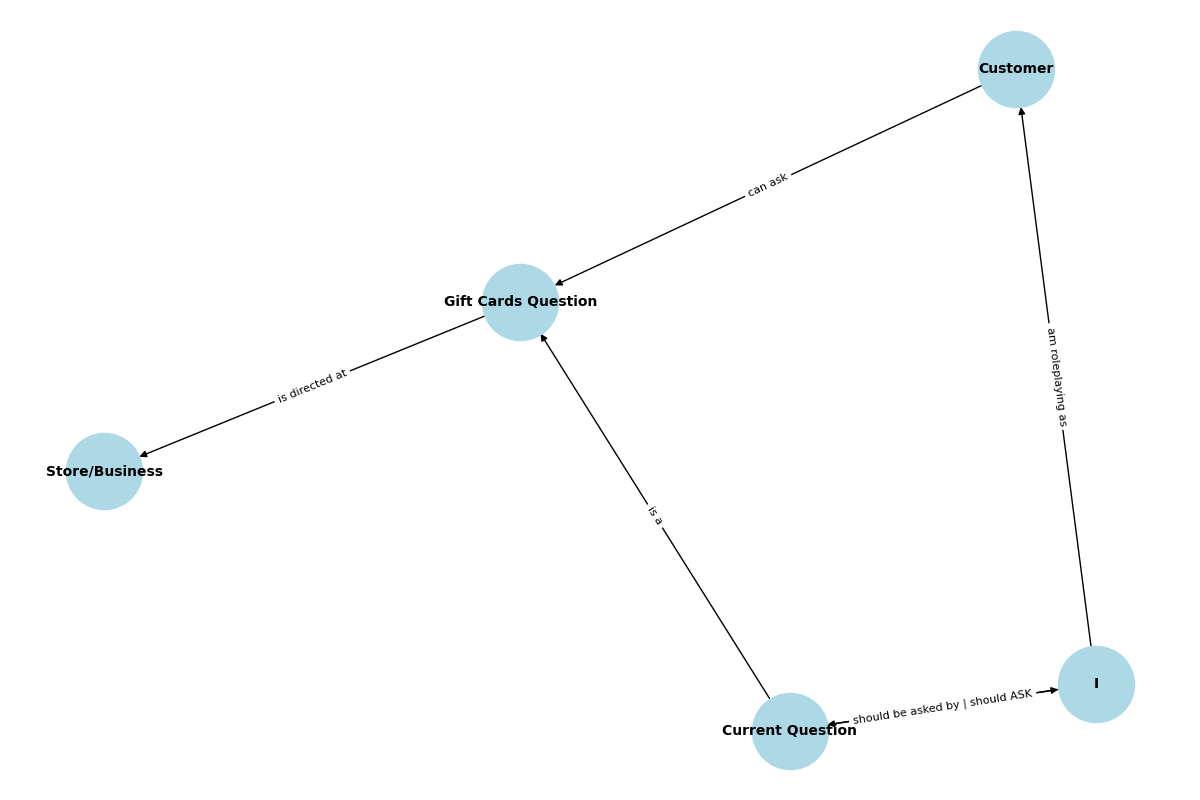 Customer
can ask
Gift Cards Question
am roleplaying as
is directed at
Store/Business
is a
I
should be asked by | should ASK
Current Question